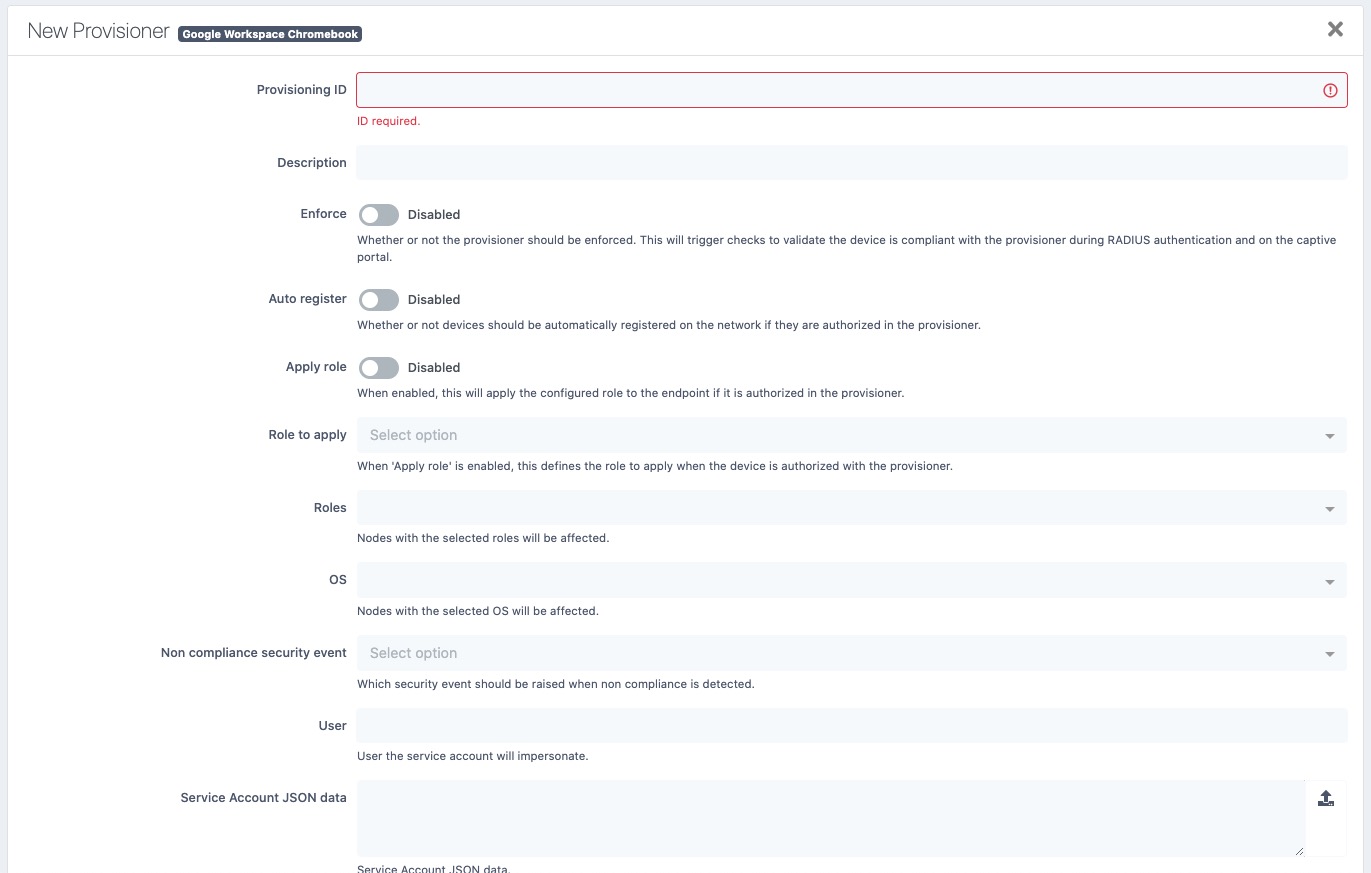 New Provisioner Google Workspace Chromebook
Provisioning ID
ID required.
Description
Enforce Disabled
Whether or not the provisioner should be enforced. This will trigger checks to validate the device is compliant with the provisioner during RADIUS authentication and on the captive
portal.
Auto register Disabled
Whether or not devices should be automatically registered on the network if they are authorized in the provisioner.
Apply role Disabled
When enabled, this will apply the configured role to the endpoint if it is authorized in the provisioner.
Role to apply Select option
When 'Apply role' is enabled, this defines the role to apply when the device is authorized with the provisioner.
Roles
Nodes with the selected roles will be affected.
OS
Nodes with the selected OS will be affected.
Non compliance security event Select option
Which security event should be raised when non compliance is detected.
User
User the service account will impersonate.
Service Account JSON data
Service Account JSON data.